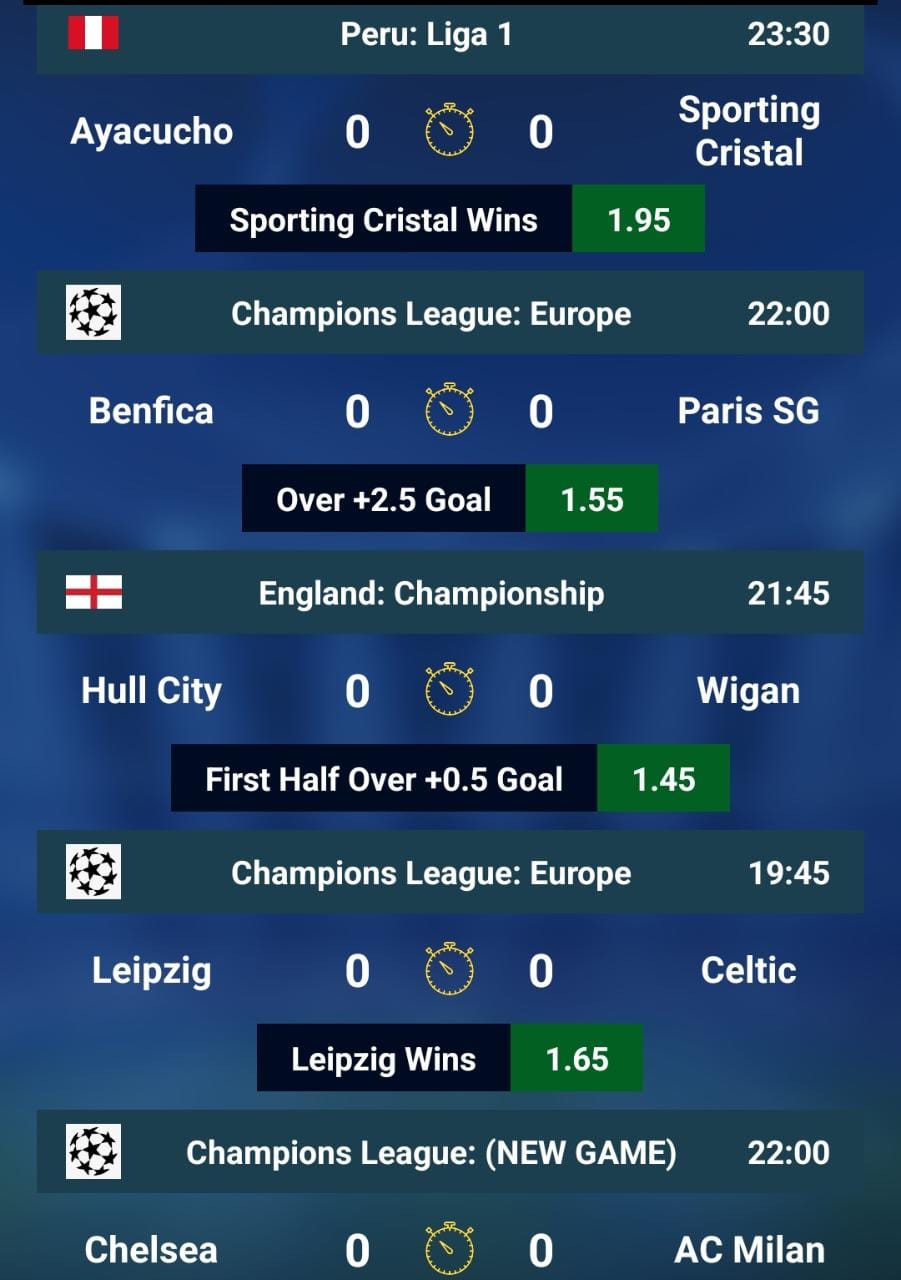 Peru: Liga 1 23:30
Ayacucho 0 0 Sporting
Cristal
Sporting Cristal Wins 1.95
Champions League: Europe 22:00
Benfica 0 0 Paris SG
Over +2.5 Goal 1.55
England: Championship 21:45
Hull City 0 0 Wigan
First Half Over +0.5 Goal 1.45
Champions League: Europe 19:45
Leipzig 0 0 Celtic
Leipzig Wins 1.65
Champions League: (NEW GAME) 22:00
Chelsea 0 0 AC Milan